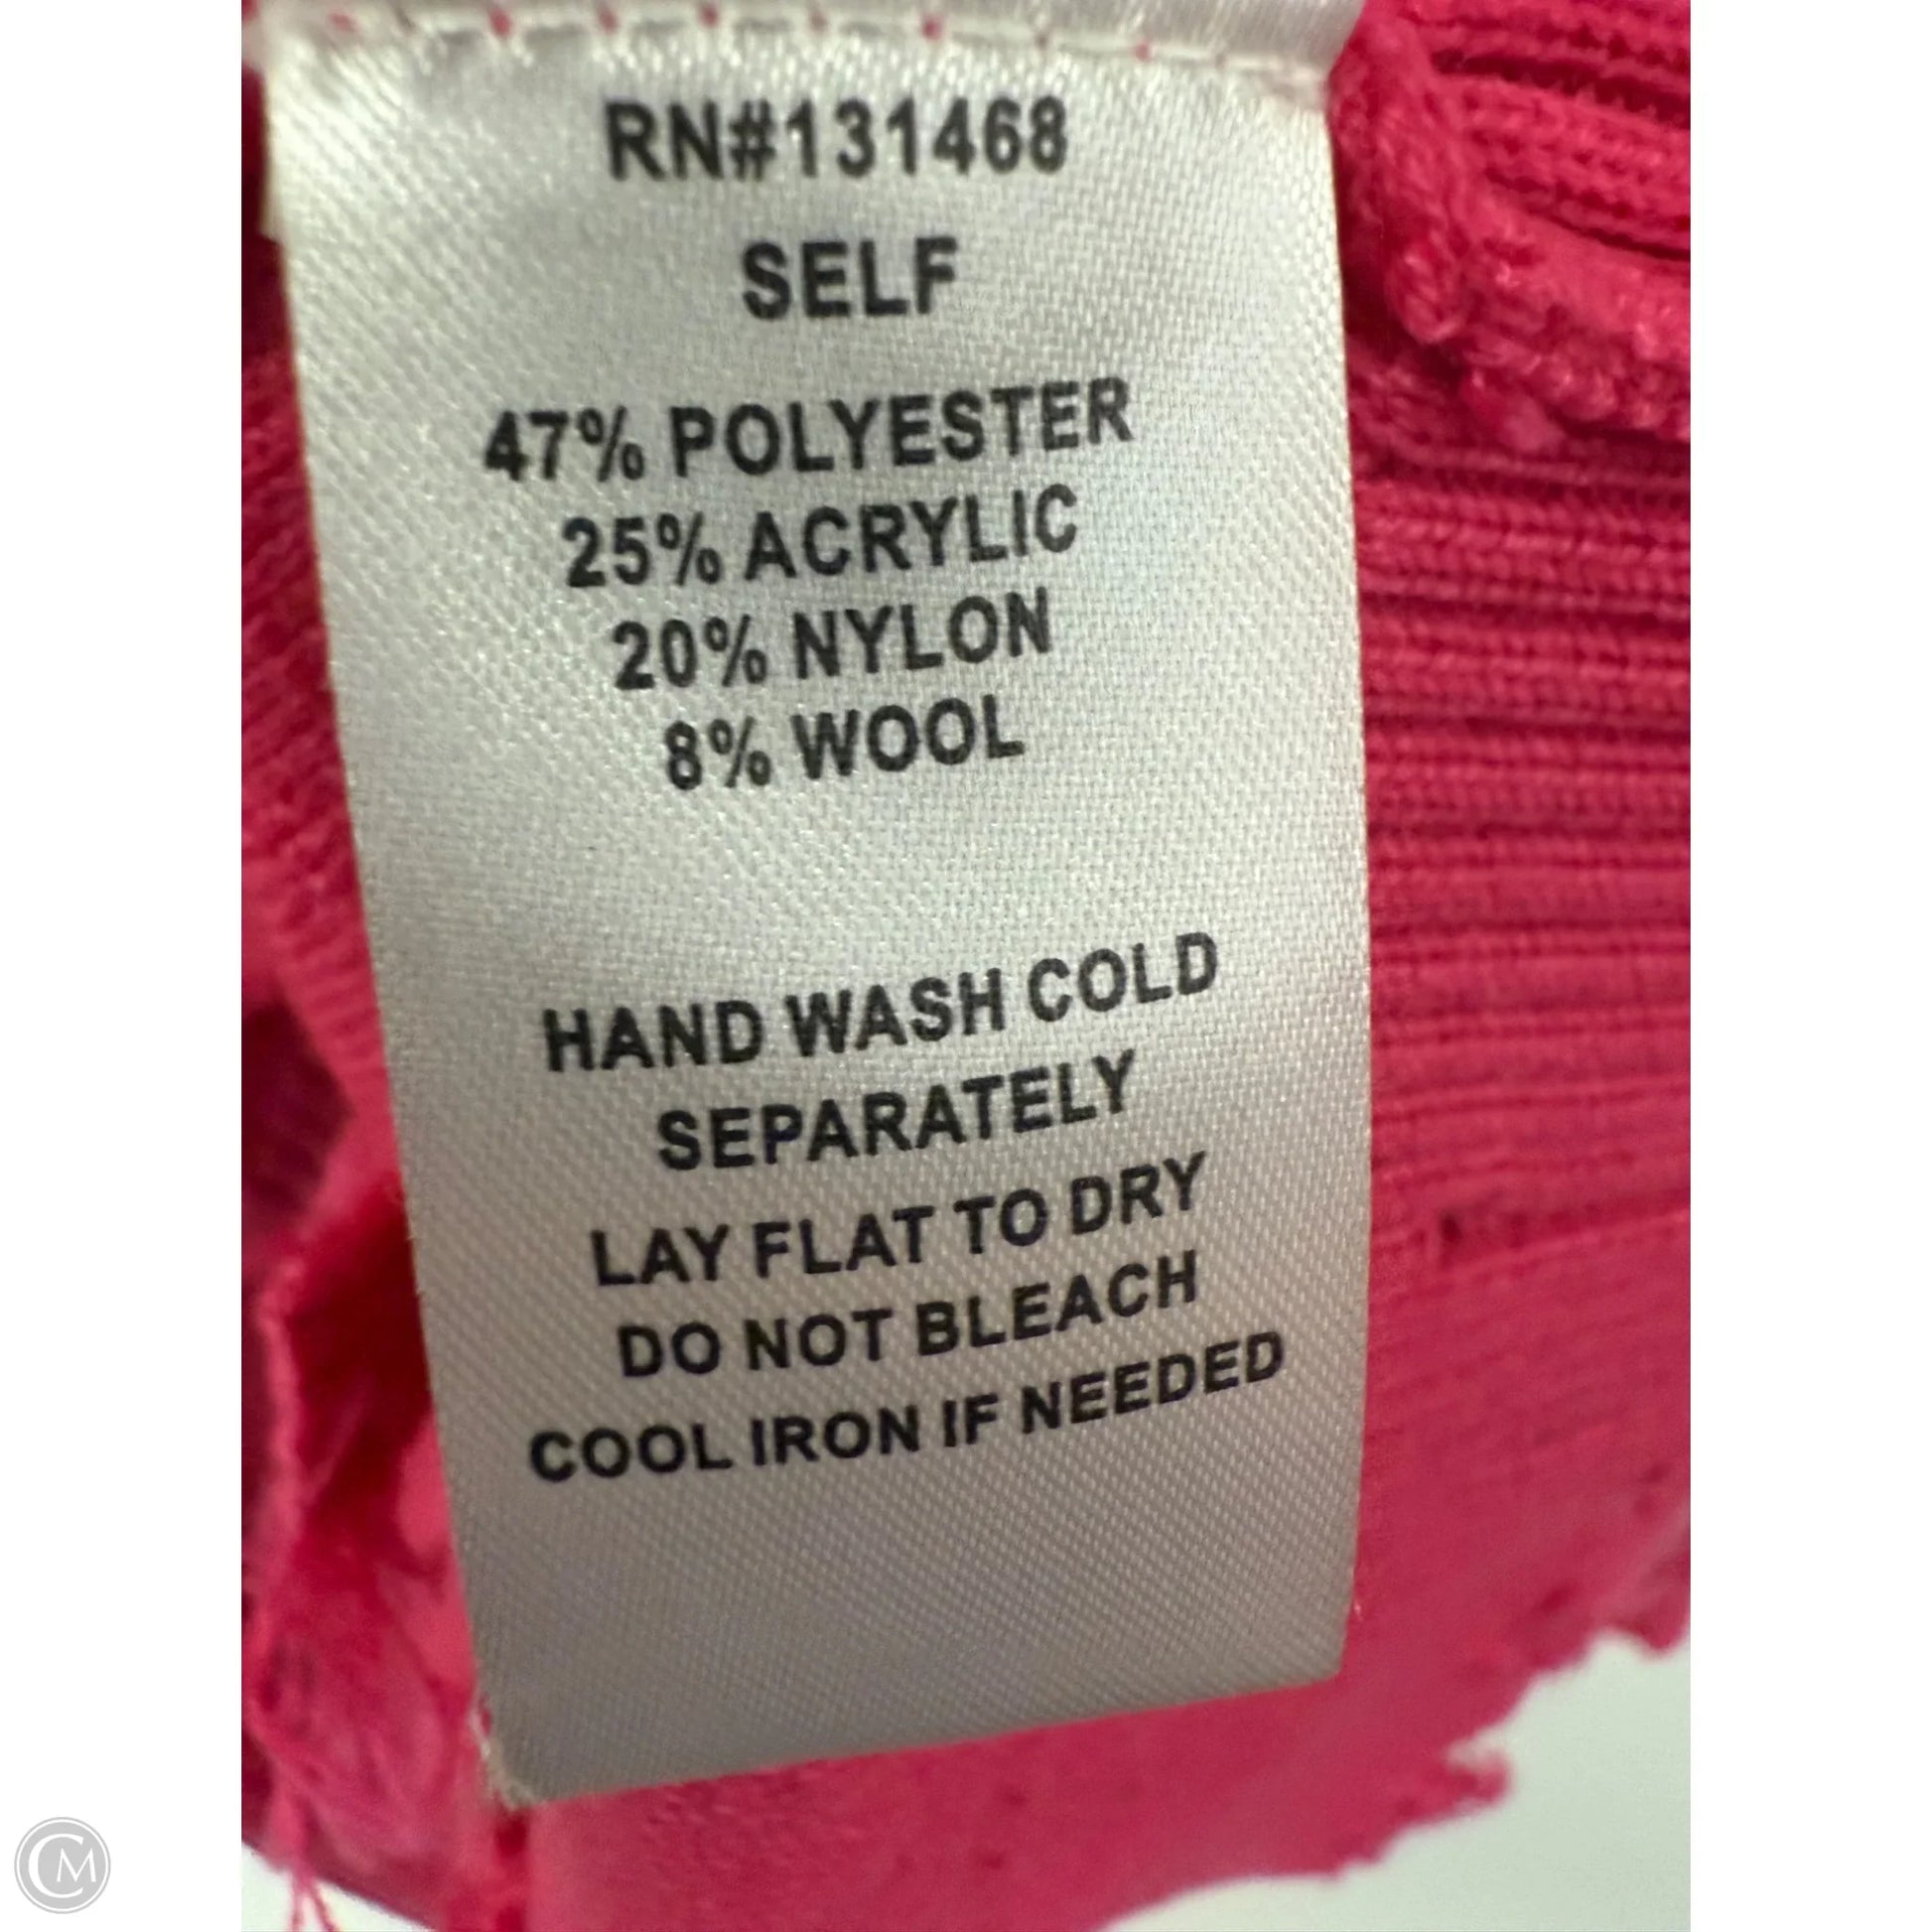 RN#131468
SELF
47% POLYESTER
25% ACRYLIC
20% NYLON
8% WOOL
HAND WASH COLD
SEPARATELY
LAY FLAT TO DRY
DO NOT BLEACH
COOL IRON IF NEEDED
CM